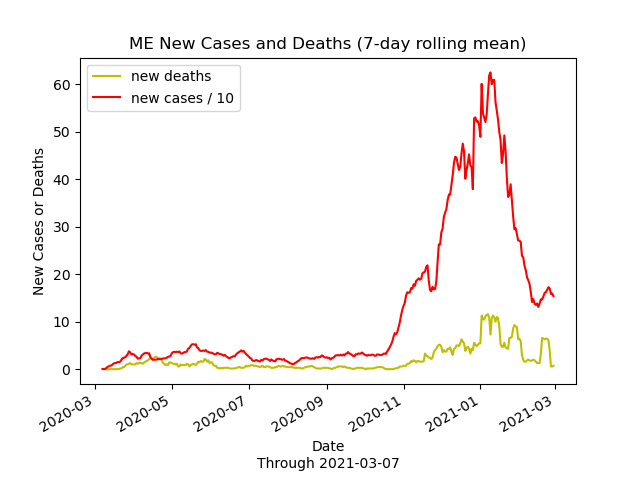 ME New Cases and Deaths (7-day rolling mean)
new deaths
new cases / 10
New Cases or Deaths
60
50
40
30
20
10
0
2020-03
2020-05
2020-07
2020-09
2020-11
2021-01
2021-03
Date
Through 2021-03-07